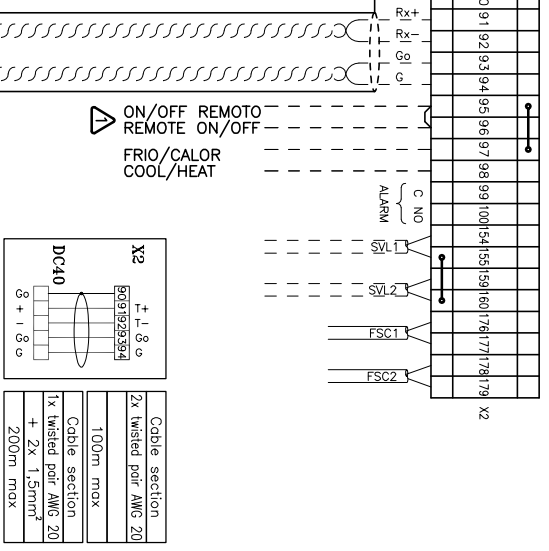 Rx+
91
Rx-
92
Go
93
G
94
95
ON/OFF REMOTO
REMOTE ON/OFF
96
97
FRIO/CALOR
COOL/HEAT
98
99
C NO
ALARM
100
154
SVL1
155
159
SVL2
160
176
FSC1
177
178
FSC2
179
X2
1
X2
90 91 92 93 94
T+
T-
Go
G
DC40
Go
+
-
Go
G
Cable section
2x twisted pair AWG 20
100m max
Cable section
1x twisted pair AWG 20
+ 2x 1,5mm²
200m max